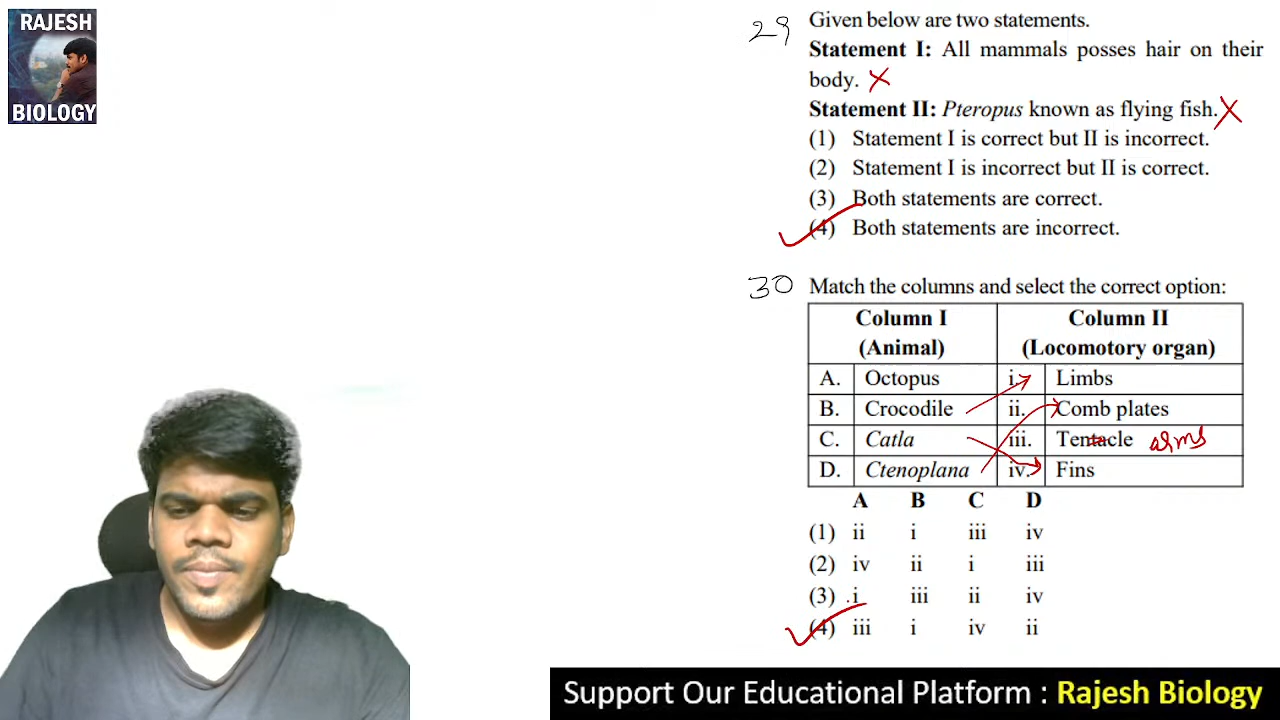 RAJESH
BIOLOGY
29 Given below are two statements.
Statement I: All mammals posses hair on their
body.
Statement II: Pteropus known as flying fish.
(1) Statement I is correct but II is incorrect.
(2) Statement I is incorrect but II is correct.
(3) Both statements are correct.
(4) Both statements are incorrect.
30 Match the columns and select the correct option:
Column I Column II
(Animal) (Locomotory organ)
A. Octopus i. Limbs
B. Crocodile ii. Comb plates
C. Catla iii. Tentacle arms
D. Ctenoplana iv. Fins
A B C D
(1) ii i iii iv
(2) iv ii i iii
(3) i iii ii iv
(4) iii i iv ii
Support Our Educational Platform : Rajesh Biology